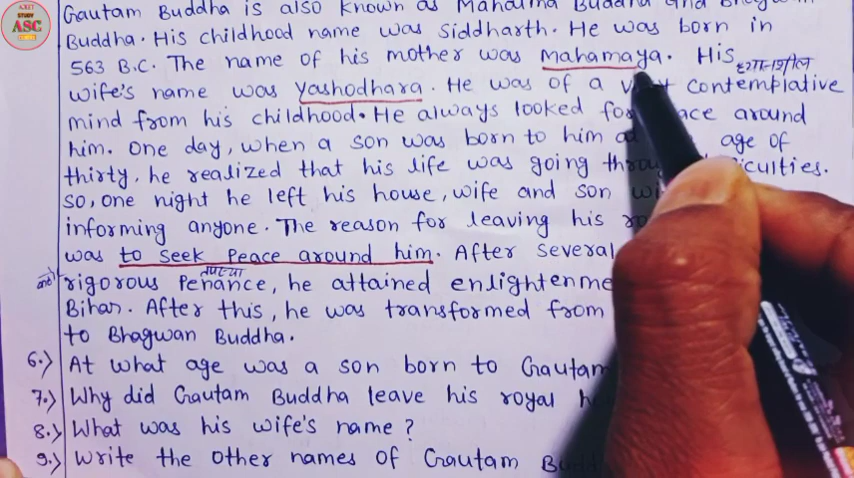 AJIT
STUDY
ASC
Gautam Buddha is also known as Mahatma Buddha and Bhagwan
Buddha. His childhood name was Siddharth. He was born in
563 B.C. The name of his mother was Mahamaya. His
ध्यानशील
wife's name was Yashodhara. He was of a contemplative
mind from his childhood. He always looked for around
him. One day, when a son was born to him age of
thirty, he realized that his life was going
So, one night he left his house, wife and son
informing anyone. The reason for leaving his
was to seek peace around him. After several
तपस्या
rigorous penance, he attained
Bihar. After this, he was transformed from
to Bhagwan Buddha.
6.) At what age was a son born to Gautam
7.) Why did Gautam Buddha leave his royal
8.) What was his wife's name?
9.) Write the other names of Gautam